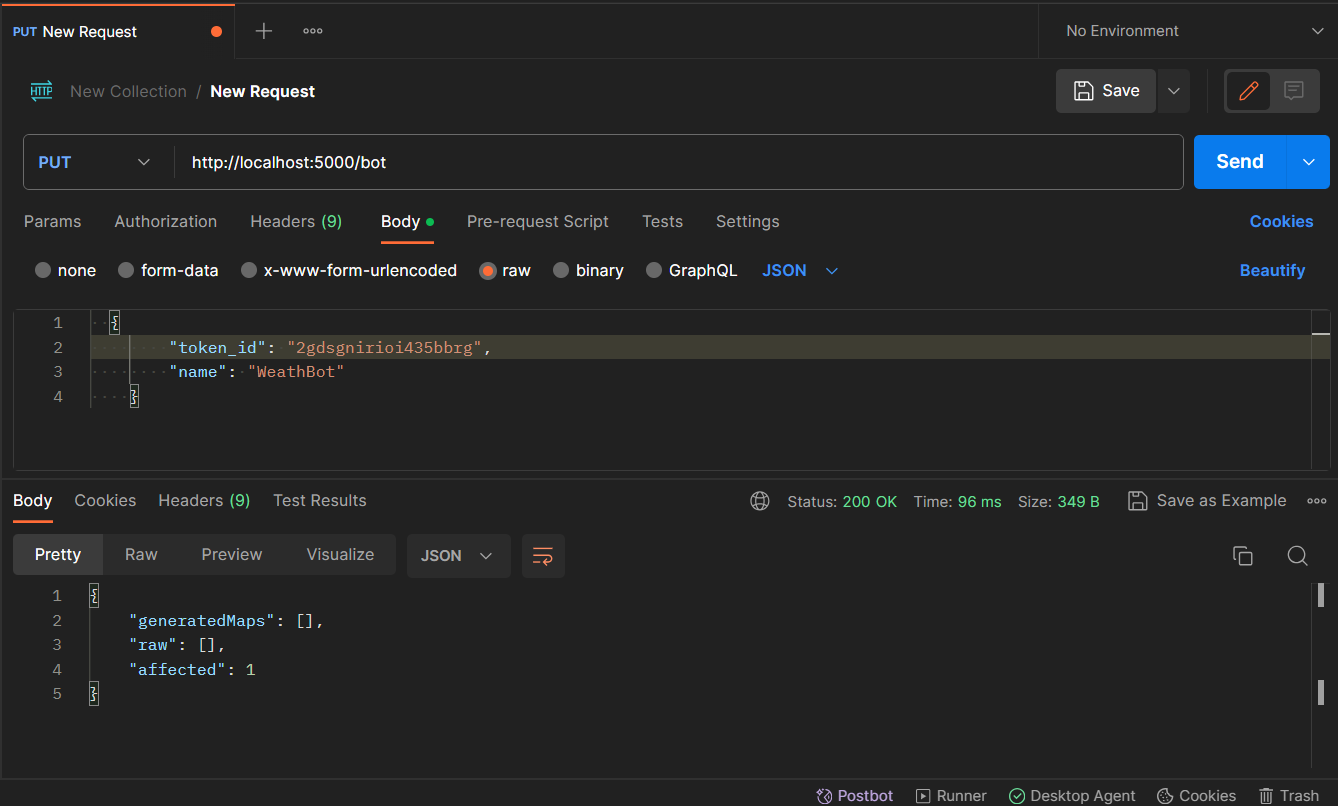 PUT New Request
No Environment
HTTP New Collection / New Request
Save
PUT http://localhost:5000/bot
Send
Params Authorization Headers (9) Body Pre-request Script Tests Settings Cookies
none form-data x-www-form-urlencoded raw binary GraphQL JSON Beautify
1 {
2 "token_id": "2gdsgnirioi435bbrg",
3 "name": "WeathBot"
4 }
Body Cookies Headers (9) Test Results Status: 200 OK Time: 96 ms Size: 349 B Save as Example
Pretty Raw Preview Visualize JSON
1 {
2 "generatedMaps": [],
3 "raw": [],
4 "affected": 1
5 }
Postbot Runner Desktop Agent Cookies Trash